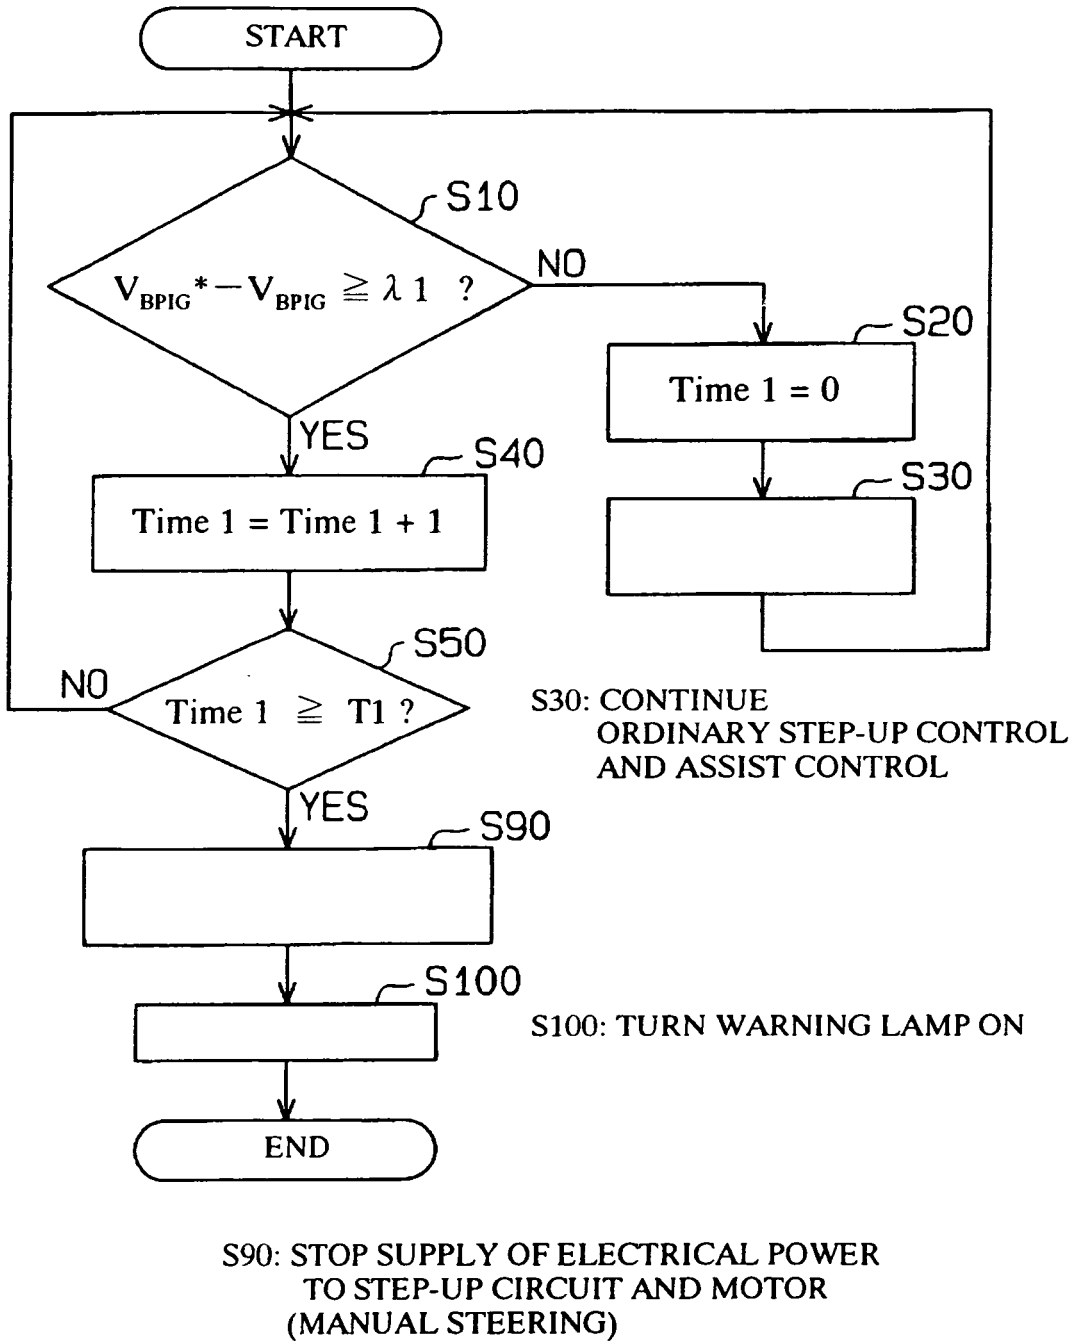 START
S10
V_BPIG* − V_BPIG ≧ λ 1 ?
NO
S20
Time 1 = 0
YES
S40
Time 1 = Time 1 + 1
S30
S50
NO
Time 1 ≧ T1 ?
S30: CONTINUE
ORDINARY STEP-UP CONTROL
AND ASSIST CONTROL
YES
S90
S100
S100: TURN WARNING LAMP ON
END
S90: STOP SUPPLY OF ELECTRICAL POWER
TO STEP-UP CIRCUIT AND MOTOR
(MANUAL STEERING)